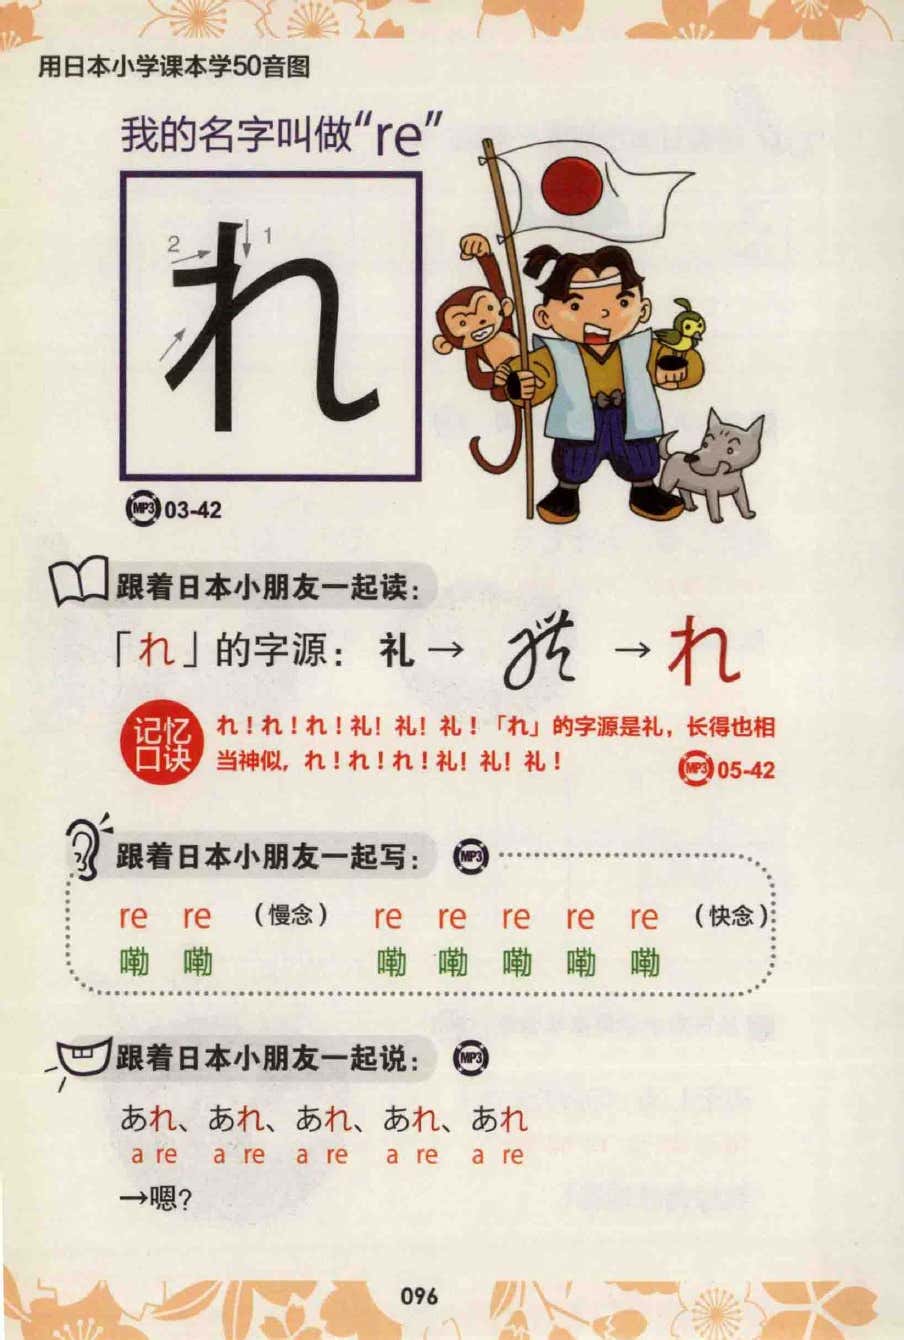 用日本小学课本学50音图
我的名字叫做“re”
2
1
れ
MP3 03-42
跟着日本小朋友一起读：
「れ」的字源： 礼→ → れ
记忆
口诀
れ！れ！れ！礼！礼！礼！「れ」的字源是礼，长得也相
当神似，れ！れ！れ！礼！礼！礼！
MP3 05-42
跟着日本小朋友一起写： MP3
re re （慢念） re re re re re （快念）
嘞 嘞 嘞 嘞 嘞 嘞 嘞
跟着日本小朋友一起说： MP3
あれ、あれ、あれ、あれ、あれ
a re a re a re a re a re
→嗯？
096